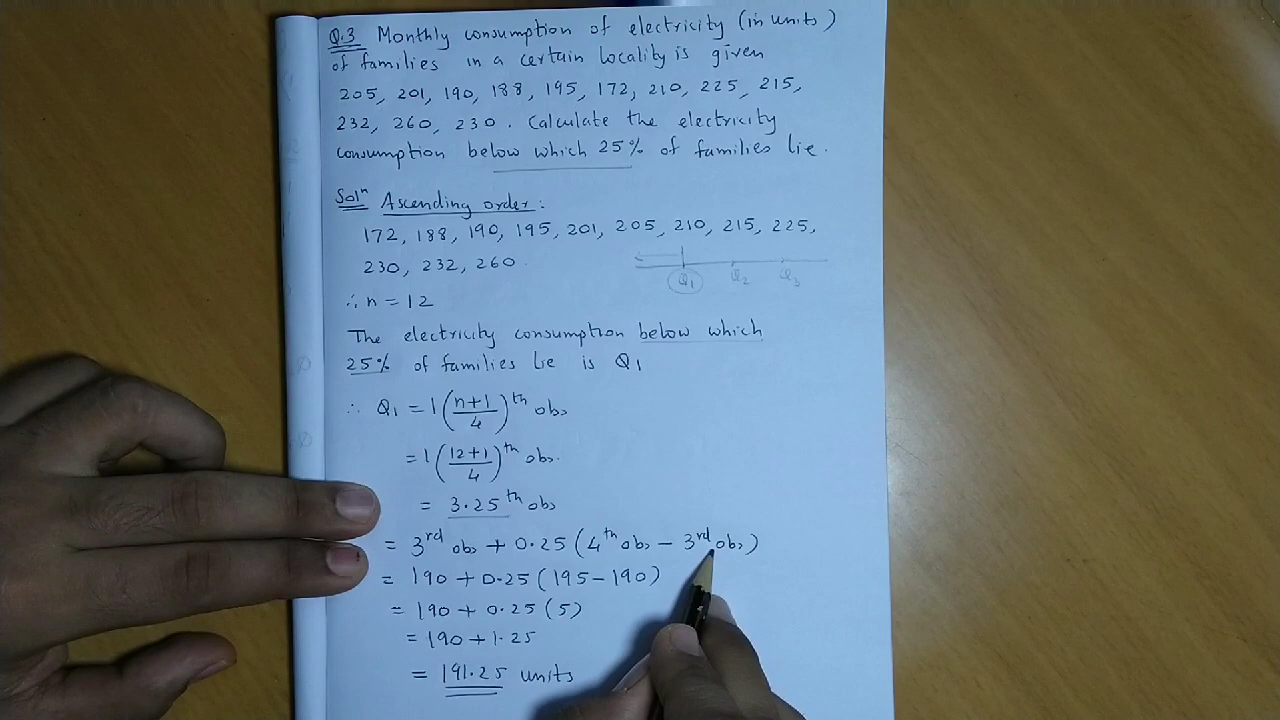 Q.3 Monthly consumption of electricity (in units)
of families in a certain locality is given
205, 201, 190, 188, 195, 172, 210, 225, 215,
232, 260, 230. Calculate the electricity
consumption below which 25% of families lie.
Solⁿ Ascending order:
172, 188, 190, 195, 201, 205, 210, 215, 225,
230, 232, 260.
Q₁ Q₂ Q₃
∴ n = 12
The electricity consumption below which
25% of families lie is Q₁
∴ Q₁ = 1((n+1)/4)ᵗʰ obs
= 1((12+1)/4)ᵗʰ obs.
= 3.25ᵗʰ obs
= 3ʳᵈ obs + 0.25 (4ᵗʰ obs − 3ʳᵈ obs)
= 190 + 0.25 (195 − 190)
= 190 + 0.25 (5)
= 190 + 1.25
= 191.25 units